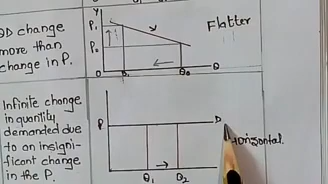 QD change
more than
change in P.
Y
P1
P0
O
Q1
Q0
Q
Flatter
Infinite change
in quantity
demanded due
to an insigni-
ficant change
in the P.
P
D
Horizontal.
Q1
Q2